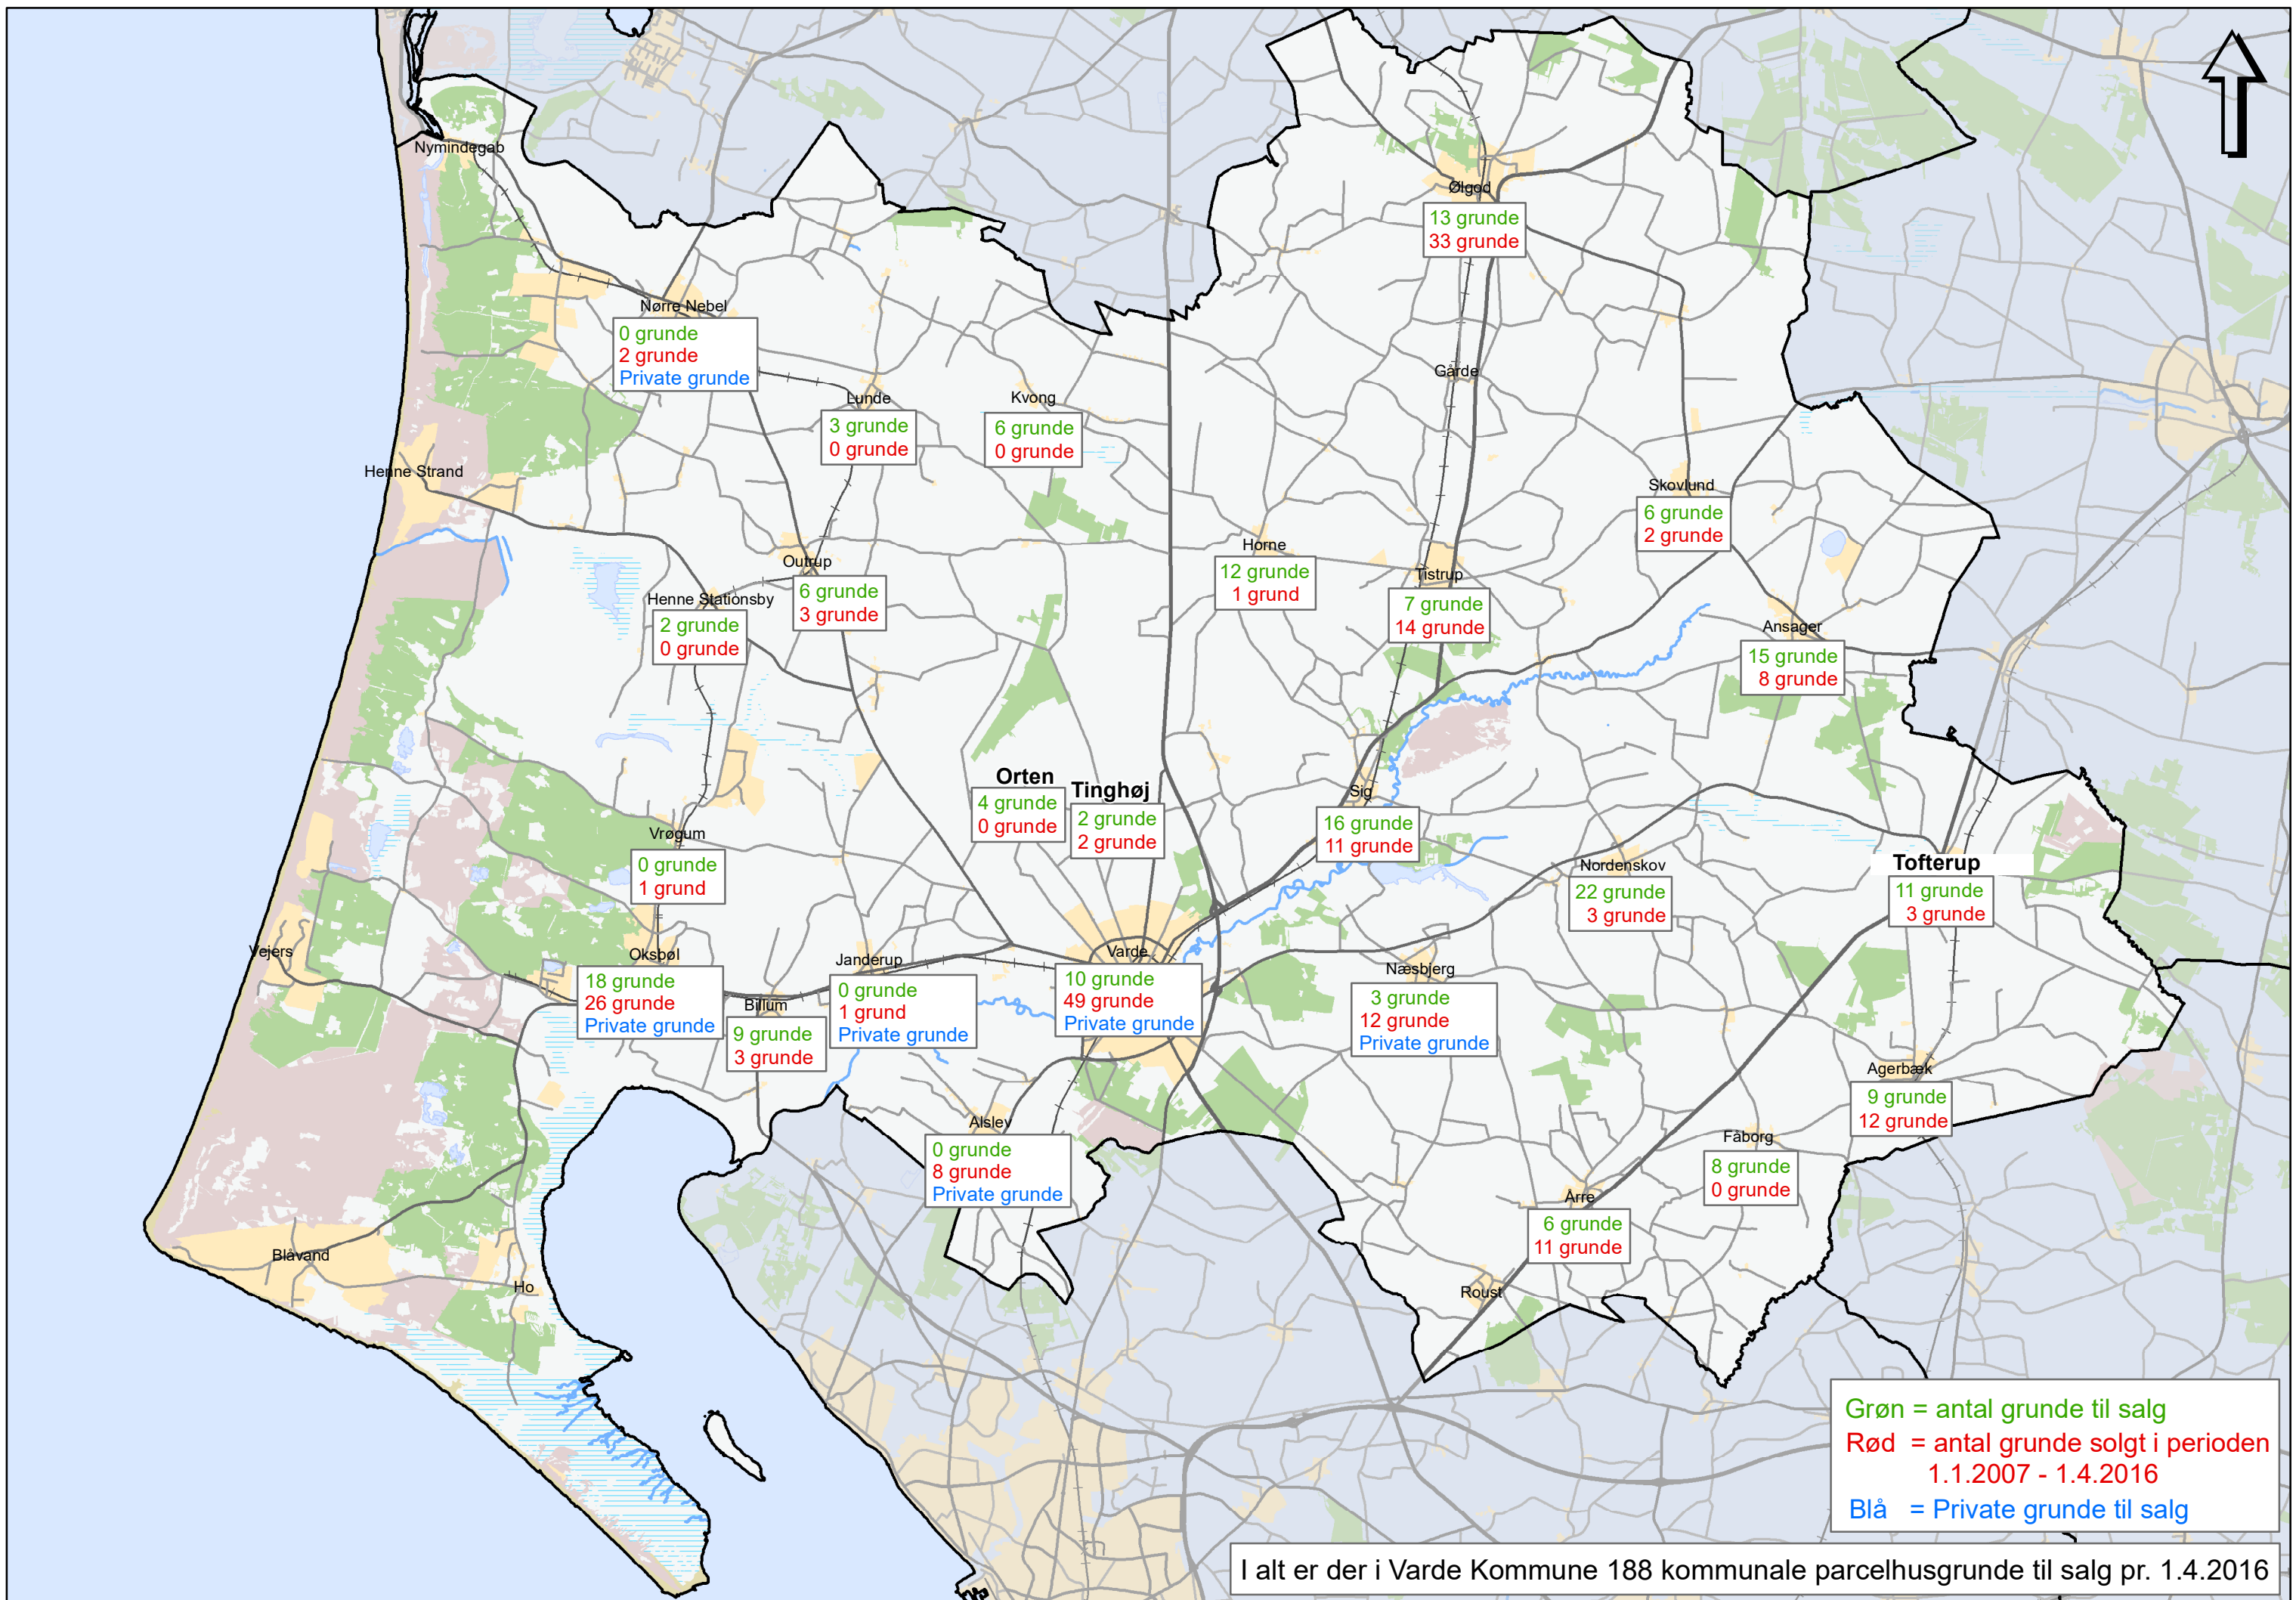 Nymindegab
Ølgod
13 grunde
33 grunde
Nørre Nebel
0 grunde
2 grunde
Private grunde
Gårde
Lunde
3 grunde
0 grunde
Kvong
6 grunde
0 grunde
Henne Strand
Skovlund
6 grunde
2 grunde
Horne
12 grunde
1 grund
Outrup
6 grunde
3 grunde
Tistrup
7 grunde
14 grunde
Henne Stationsby
2 grunde
0 grunde
Ansager
15 grunde
8 grunde
Orten
4 grunde
0 grunde
Tinghøj
2 grunde
2 grunde
Sig
16 grunde
11 grunde
Vrøgum
0 grunde
1 grund
Nordenskov
22 grunde
3 grunde
Tofterup
11 grunde
3 grunde
Vejers
Oksbøl
18 grunde
26 grunde
Private grunde
Billum
9 grunde
3 grunde
Janderup
0 grunde
1 grund
Private grunde
Varde
10 grunde
49 grunde
Private grunde
Næsbjerg
3 grunde
12 grunde
Private grunde
Agerbæk
9 grunde
12 grunde
Alslev
0 grunde
8 grunde
Private grunde
Fåborg
8 grunde
0 grunde
Årre
6 grunde
11 grunde
Blåvand
Ho
Roust
Grøn = antal grunde til salg
Rød = antal grunde solgt i perioden
1.1.2007 - 1.4.2016
Blå = Private grunde til salg
I alt er der i Varde Kommune 188 kommunale parcelhusgrunde til salg pr. 1.4.2016